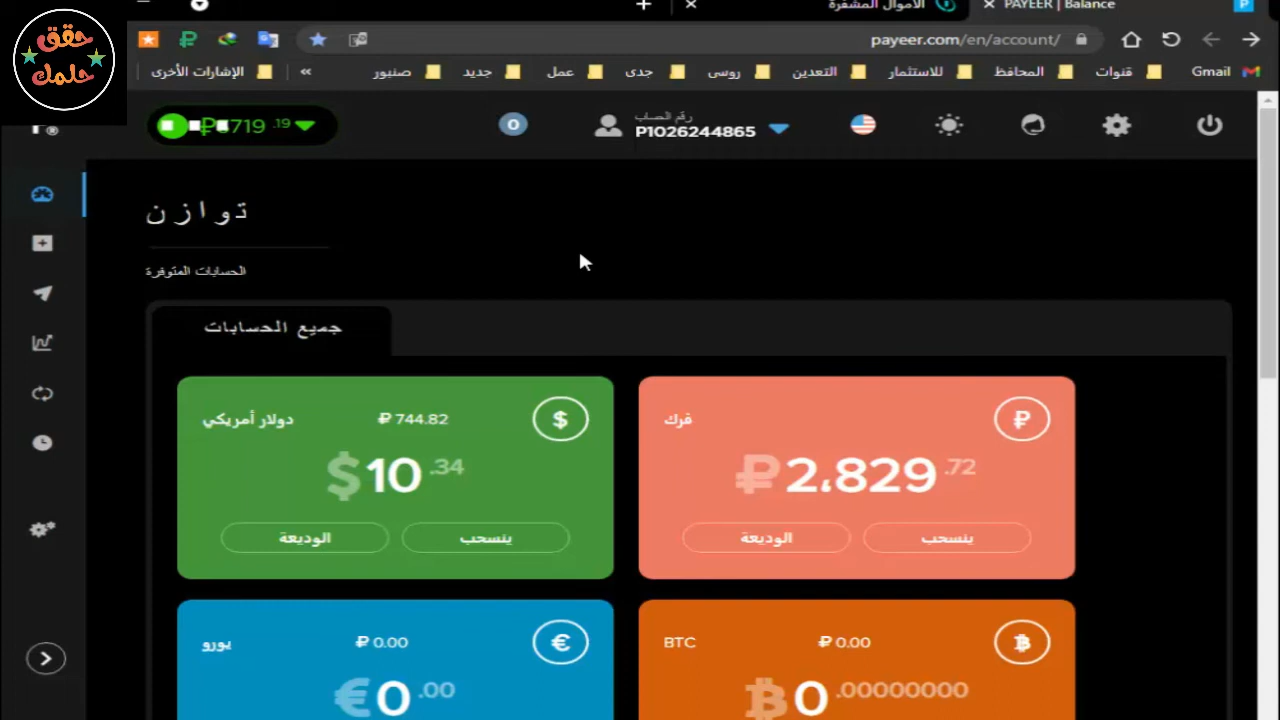 حقق
حلمك
الأموال المشفرة
PAYEER | Balance
payeer.com/en/account/
الإشارات الأخرى
»
صنبور
جديد
عمل
جدى
روسى
التعدين
للاستثمار
المحافظ
قنوات
Gmail
719 .19
0
رقم الحساب
P1026244865
توازن
الحسابات المتوفرة
جميع الحسابات
دولار أمريكي
₽ 744.82
$
$10.34
الوديعة
ينسحب
فرك
₽
₽2،829.72
الوديعة
ينسحب
يورو
₽ 0.00
€
€0.00
BTC
₽ 0.00
₿
₿0.00000000